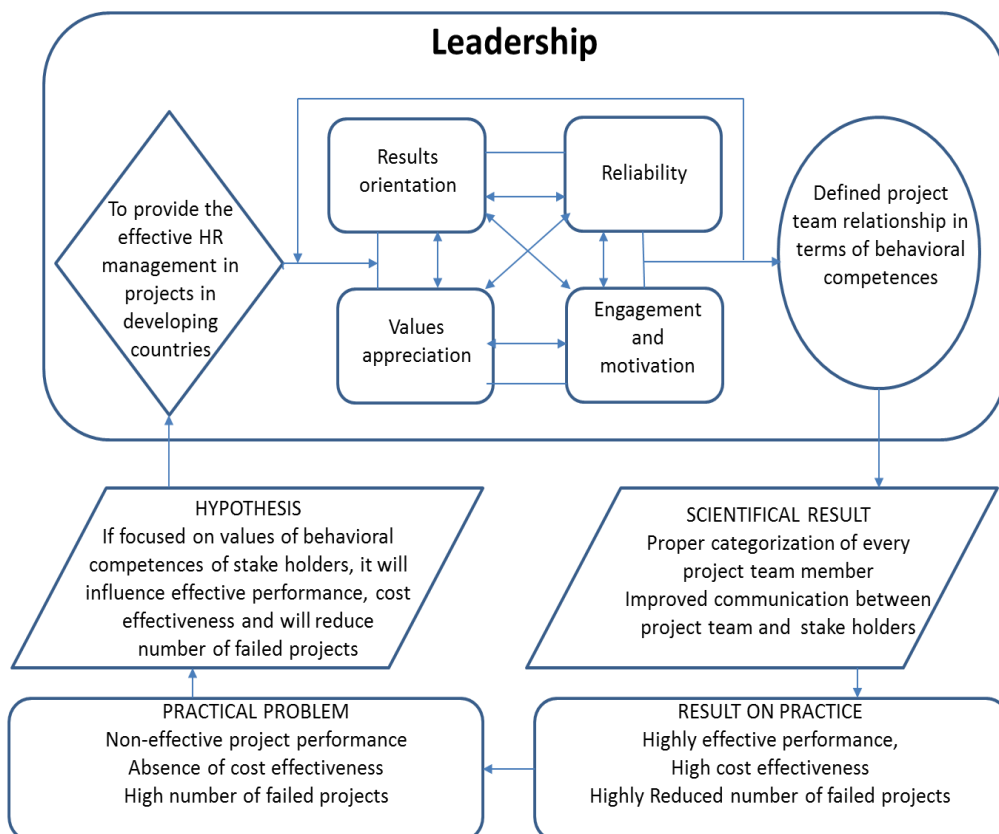 Leadership
To provide the
effective HR
management in
projects in
developing
countries
Results
orientation
Reliability
Values
appreciation
Engagement
and
motivation
Defined project
team relationship in
terms of behavioral
competences
HYPOTHESIS
If focused on values of behavioral
competences of stake holders, it will
influence effective performance, cost
effectiveness and will reduce
number of failed projects
SCIENTIFICAL RESULT
Proper categorization of every
project team member
Improved communication between
project team and stake holders
PRACTICAL PROBLEM
Non-effective project performance
Absence of cost effectiveness
High number of failed projects
RESULT ON PRACTICE
Highly effective performance,
High cost effectiveness
Highly Reduced number of failed projects